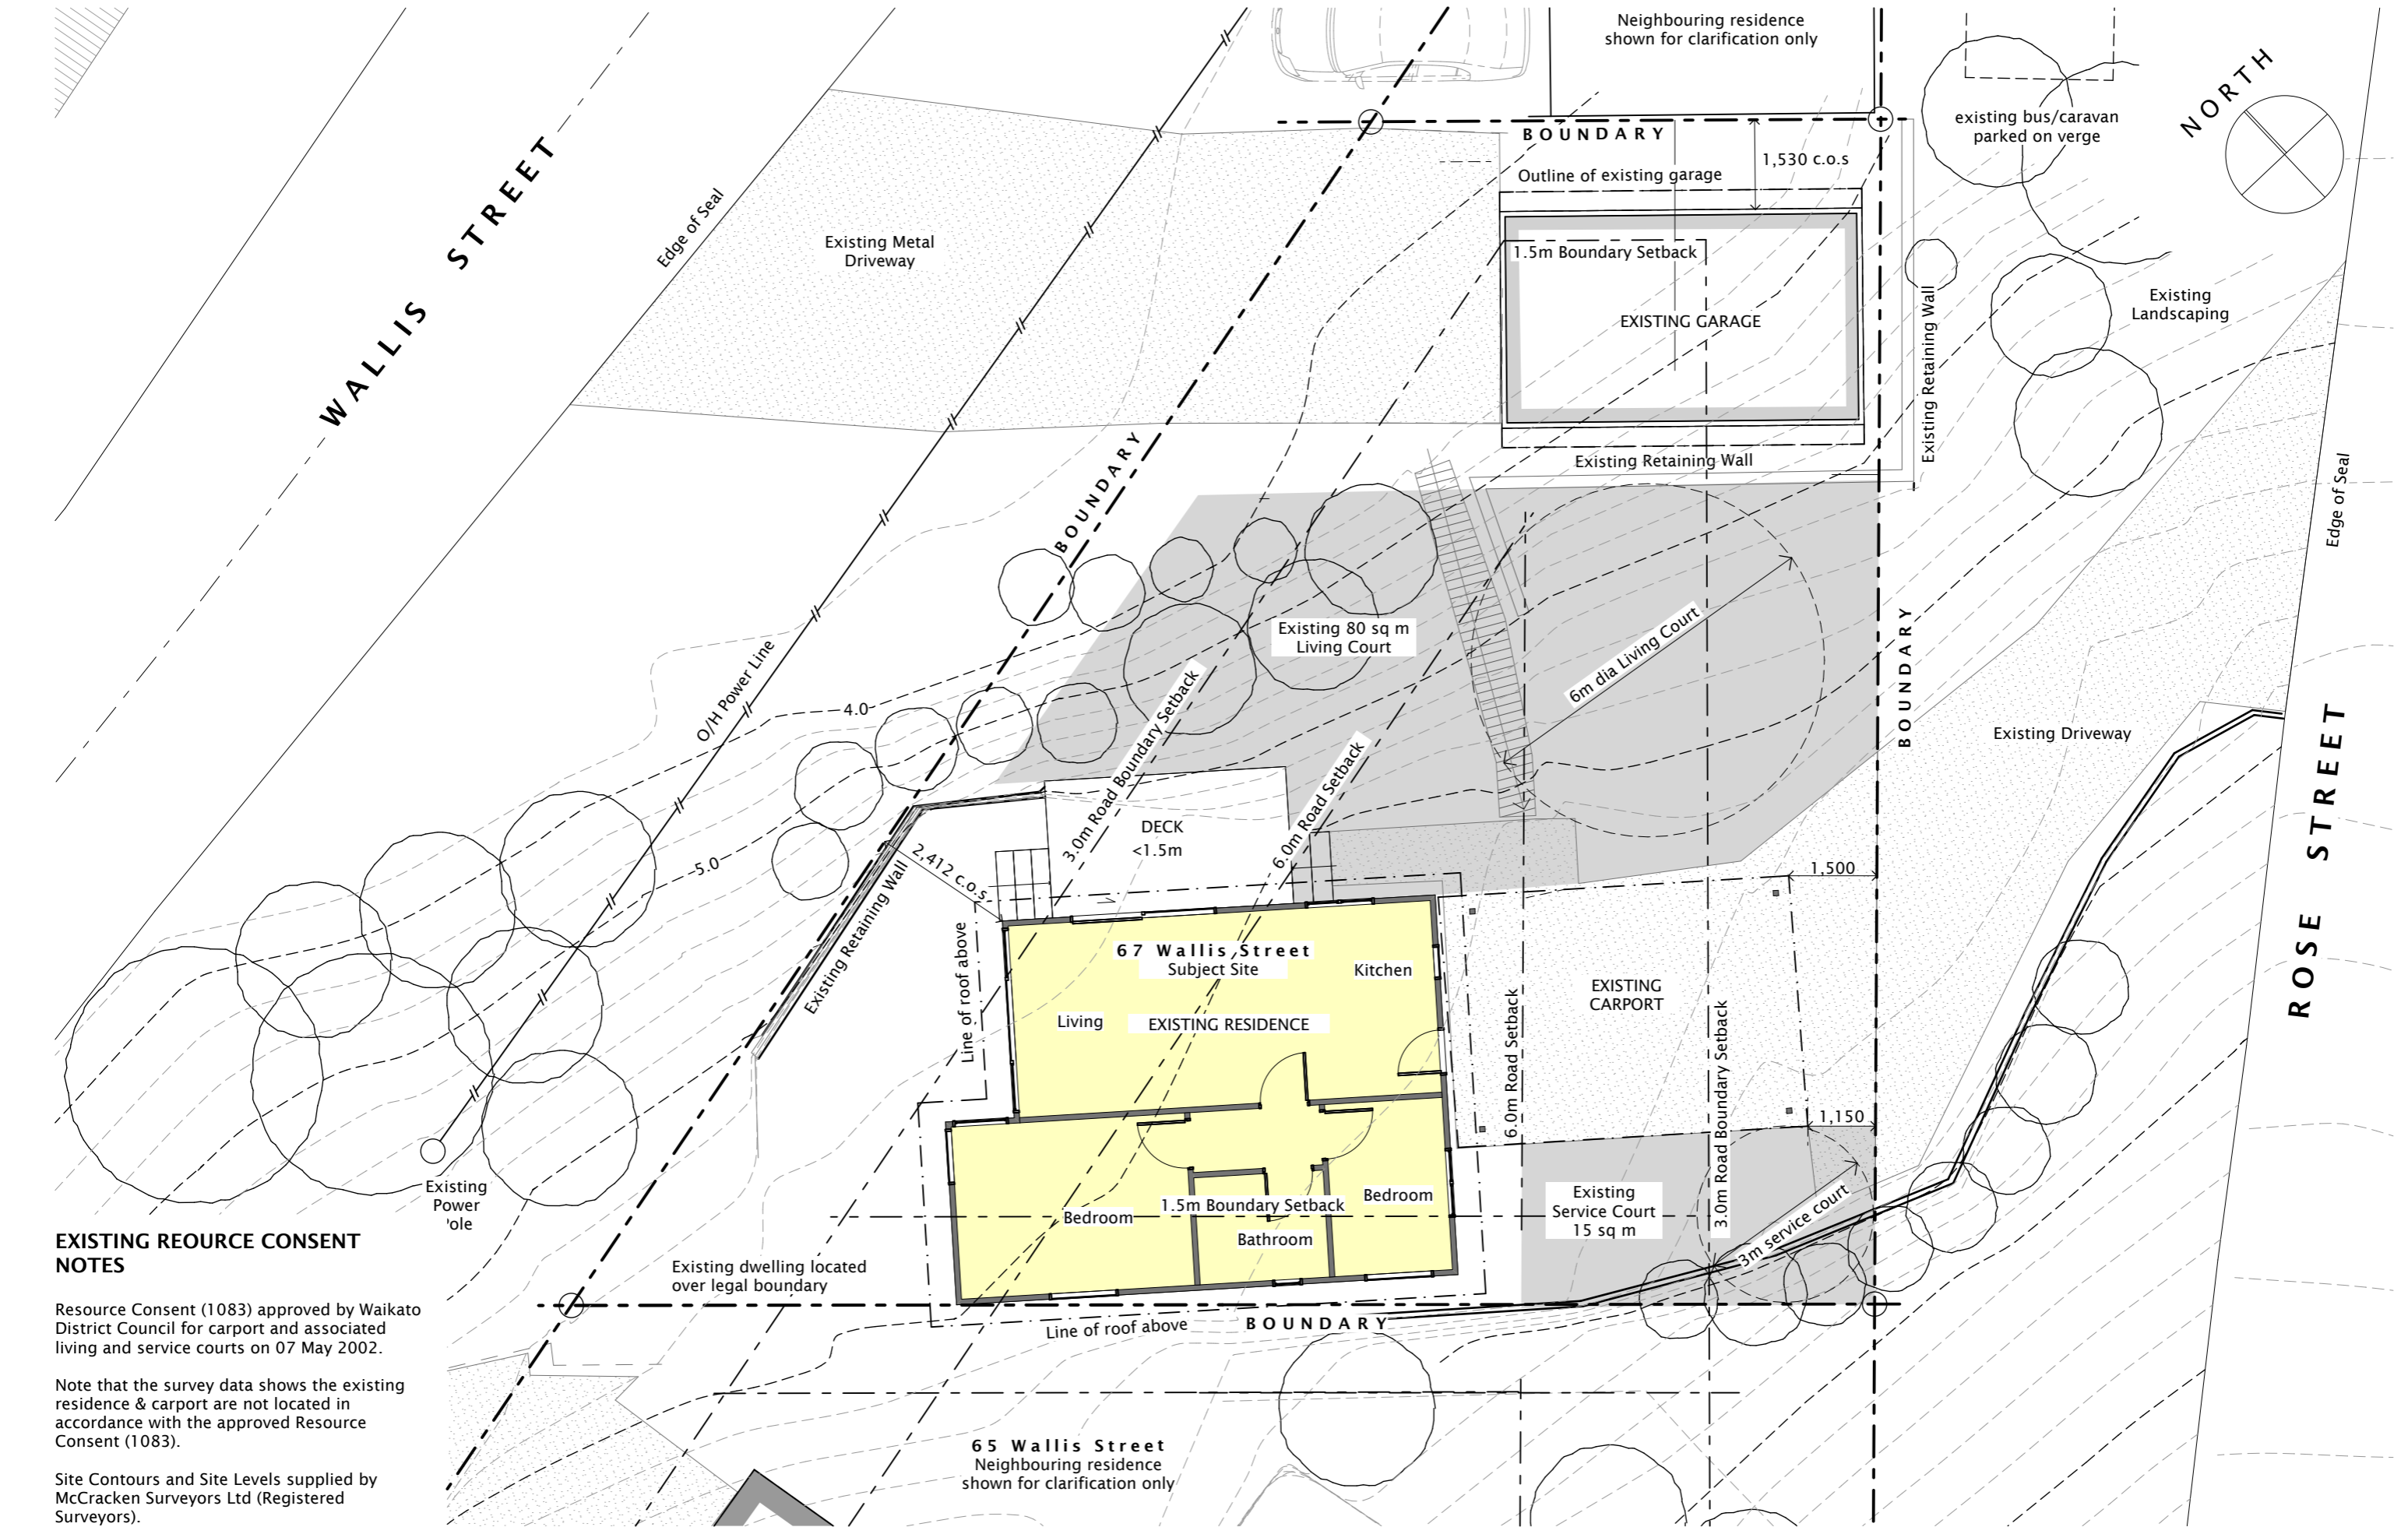 Neighbouring residence
shown for clarification only
NORTH
existing bus/caravan
parked on verge
BOUNDARY
1,530 c.o.s
Outline of existing garage
WALLIS STREET
Edge of Seal
Existing Metal
Driveway
1.5m Boundary Setback
EXISTING GARAGE
Existing Retaining Wall
Existing
Landscaping
Existing Retaining Wall
Edge of Seal
BOUNDARY
Existing 80 sq m
Living Court
6m dia Living Court
BOUNDARY
O/H Power Line
4.0
3.0m Road Boundary Setback
6.0m Road Setback
Existing Driveway
ROSE STREET
DECK
<1.5m
5.0
2,412 c.o.s
Existing Retaining Wall
1,500
67 Wallis Street
Subject Site
Kitchen
Line of roof above
Living
EXISTING RESIDENCE
EXISTING
CARPORT
6.0m Road Setback
3.0m Road Boundary Setback
1,150
Existing
Power
'ole
Bedroom
1.5m Boundary Setback
Bedroom
Bathroom
Existing
Service Court
15 sq m
3m service court
Existing dwelling located
over legal boundary
Line of roof above
BOUNDARY
EXISTING REOURCE CONSENT
NOTES
Resource Consent (1083) approved by Waikato
District Council for carport and associated
living and service courts on 07 May 2002.
Note that the survey data shows the existing
residence & carport are not located in
accordance with the approved Resource
Consent (1083).
Site Contours and Site Levels supplied by
McCracken Surveyors Ltd (Registered
Surveyors).
65 Wallis Street
Neighbouring residence
shown for clarification only